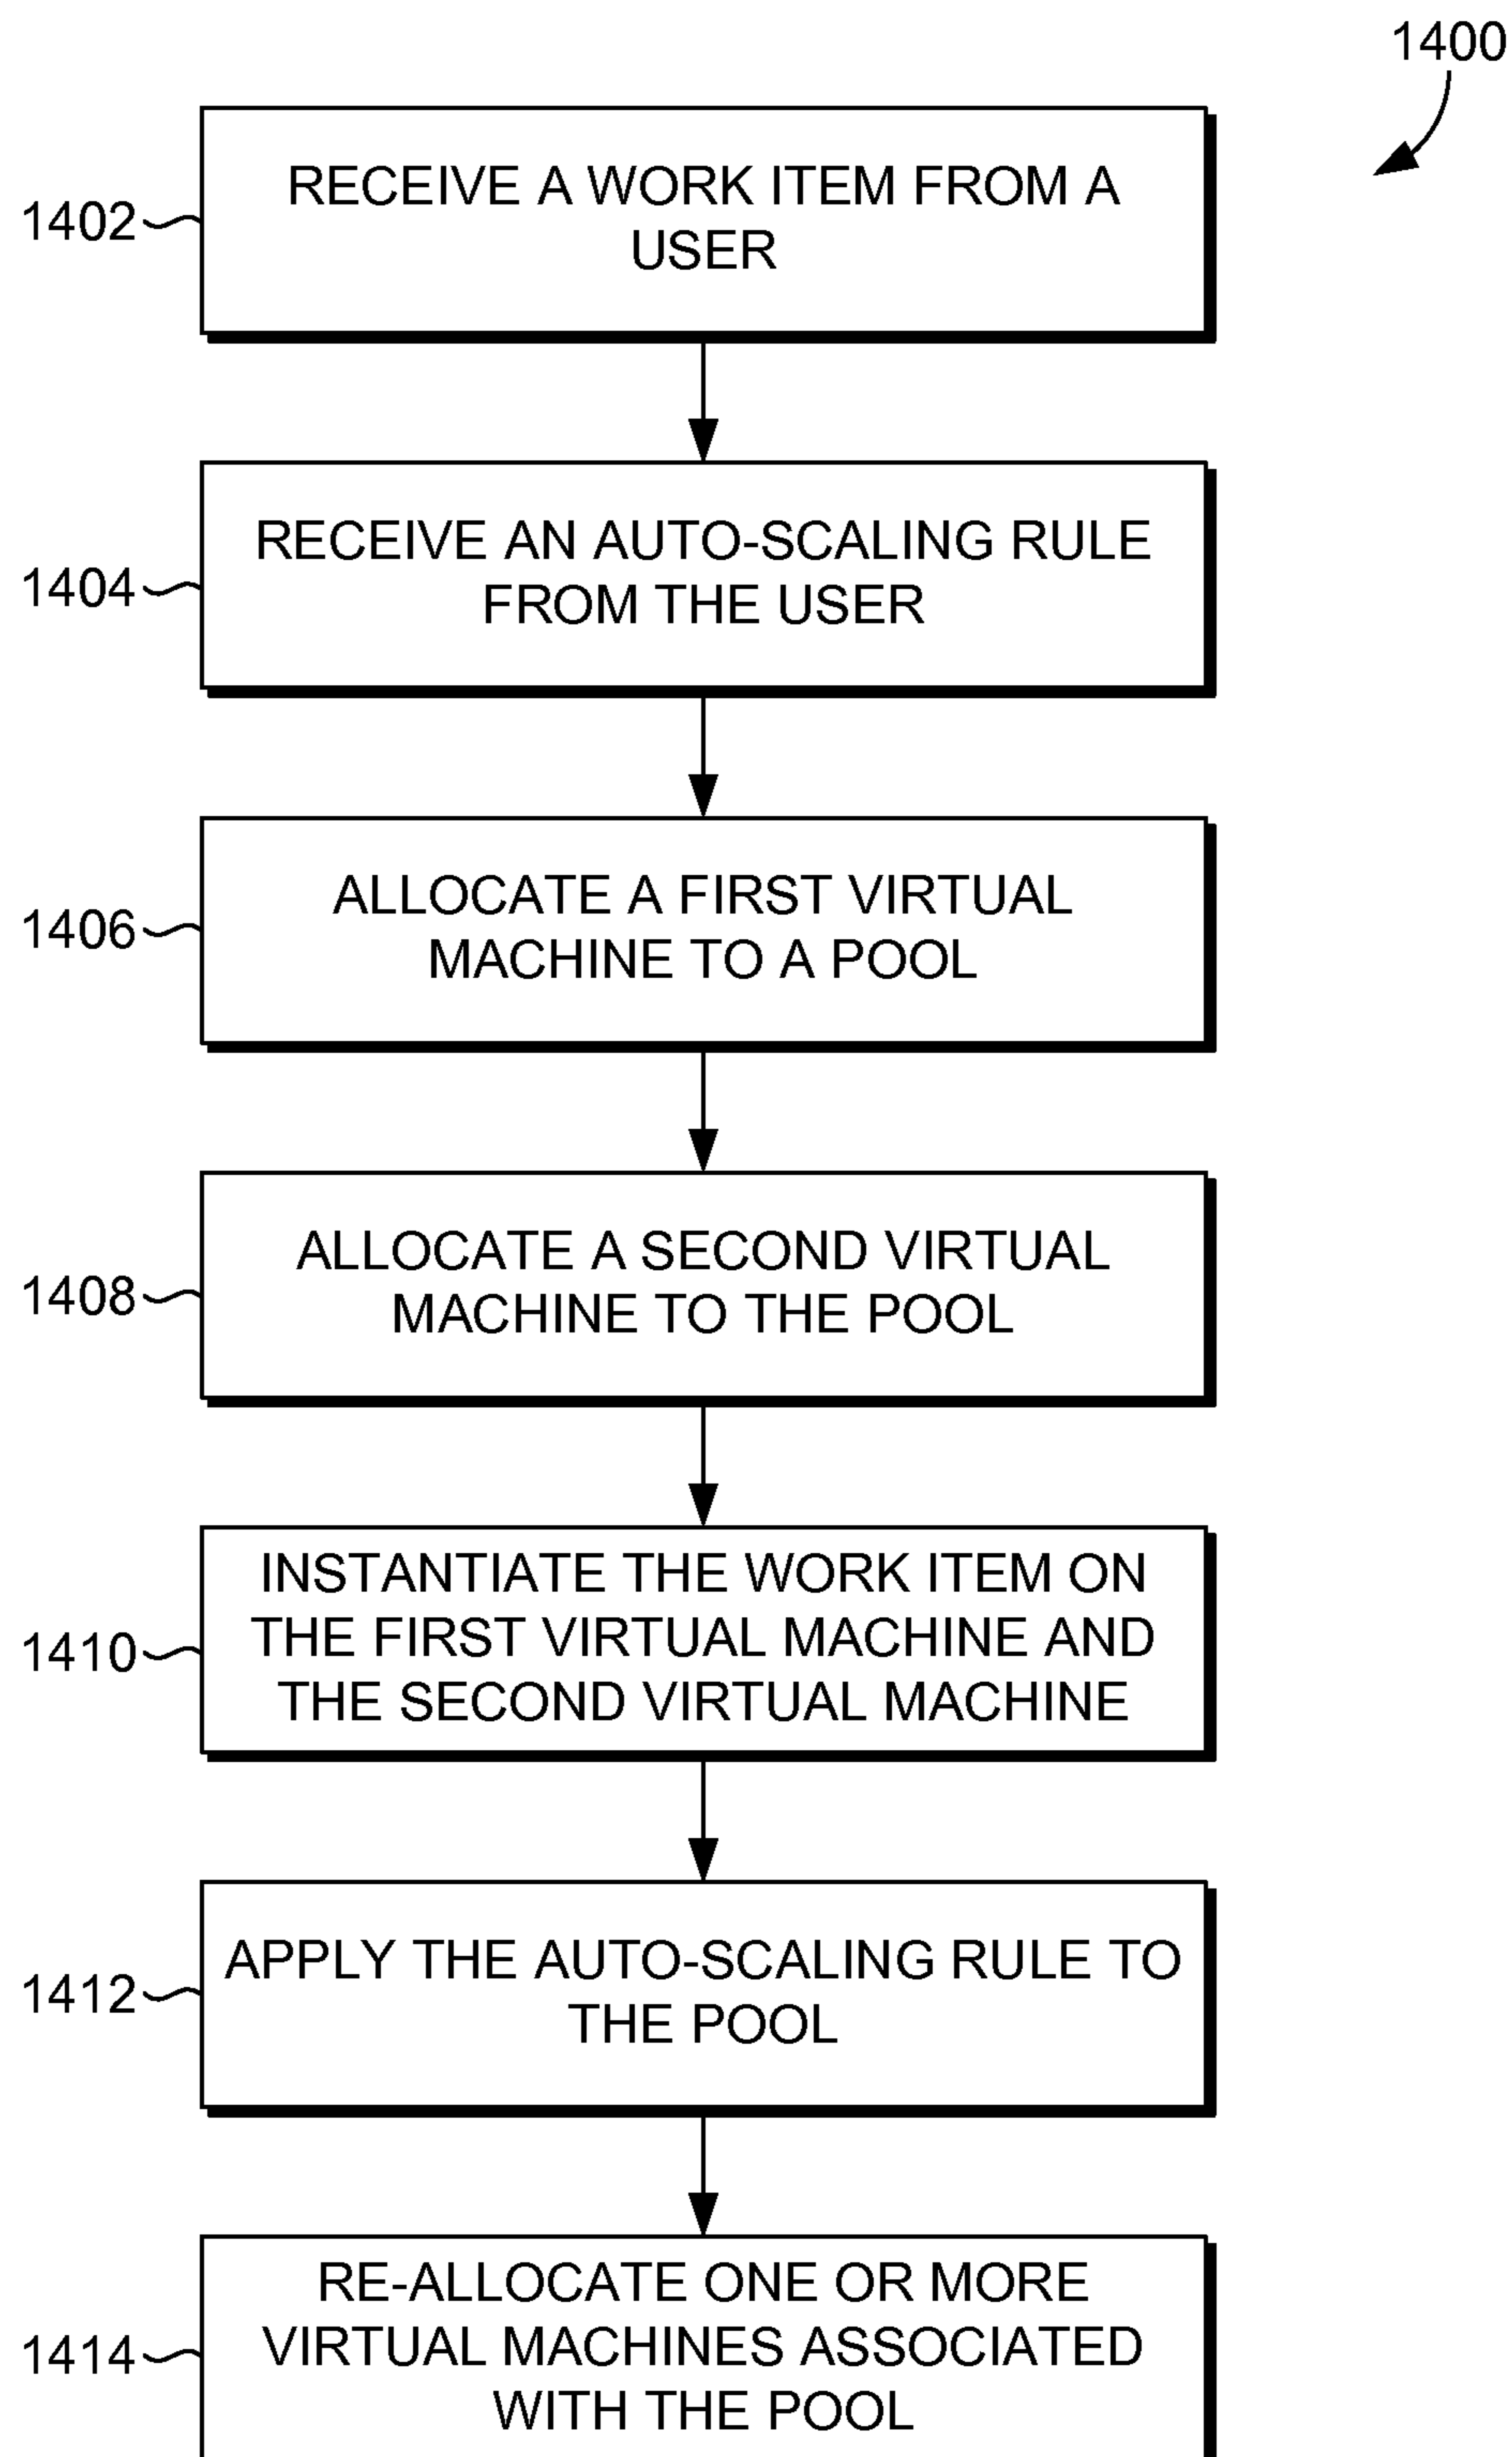 1400
1402
RECEIVE A WORK ITEM FROM A
USER
1404
RECEIVE AN AUTO-SCALING RULE
FROM THE USER
1406
ALLOCATE A FIRST VIRTUAL
MACHINE TO A POOL
1408
ALLOCATE A SECOND VIRTUAL
MACHINE TO THE POOL
1410
INSTANTIATE THE WORK ITEM ON
THE FIRST VIRTUAL MACHINE AND
THE SECOND VIRTUAL MACHINE
1412
APPLY THE AUTO-SCALING RULE TO
THE POOL
1414
RE-ALLOCATE ONE OR MORE
VIRTUAL MACHINES ASSOCIATED
WITH THE POOL